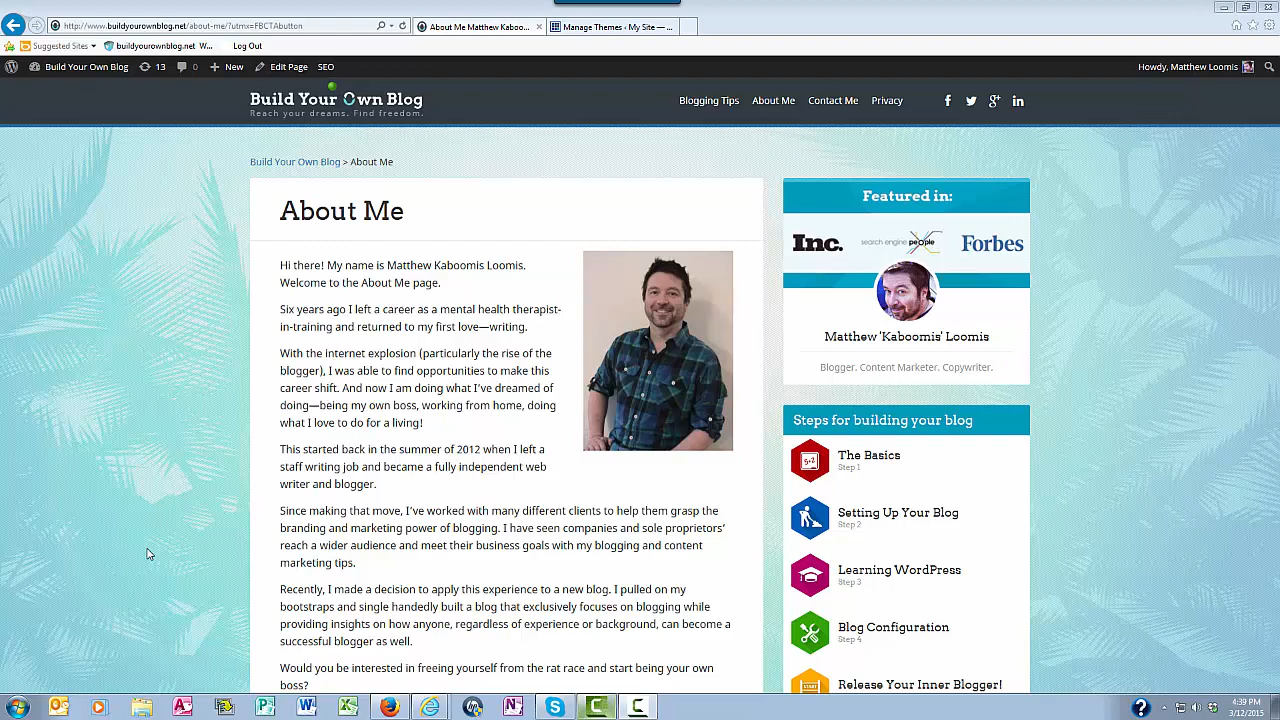 http://www.buildyourownblog.net/about-me/?utmx=FBCTAbutton
About Me Matthew Kaboo...
Manage Themes ‹ My Site — ...
Suggested Sites
buildyourownblog.net W...
Log Out
Build Your Own Blog
13
0
New
Edit Page
SEO
Howdy, Matthew Loomis
Build Your Own Blog
Reach your dreams. Find freedom.
Blogging Tips
About Me
Contact Me
Privacy
Build Your Own Blog > About Me
About Me
Hi there! My name is Matthew Kaboomis Loomis.
Welcome to the About Me page.
Six years ago I left a career as a mental health therapist-
in-training and returned to my first love—writing.
With the internet explosion (particularly the rise of the
blogger), I was able to find opportunities to make this
career shift. And now I am doing what I've dreamed of
doing—being my own boss, working from home, doing
what I love to do for a living!
This started back in the summer of 2012 when I left a
staff writing job and became a fully independent web
writer and blogger.
Since making that move, I've worked with many different clients to help them grasp the
branding and marketing power of blogging. I have seen companies and sole proprietors'
reach a wider audience and meet their business goals with my blogging and content
marketing tips.
Recently, I made a decision to apply this experience to a new blog. I pulled on my
bootstraps and single handedly built a blog that exclusively focuses on blogging while
providing insights on how anyone, regardless of experience or background, can become a
successful blogger as well.
Would you be interested in freeing yourself from the rat race and start being your own
boss?
Featured in:
Inc.
search engine people
Forbes
Matthew 'Kaboomis' Loomis
Blogger. Content Marketer. Copywriter.
Steps for building your blog
The Basics
Step 1
Setting Up Your Blog
Step 2
Learning WordPress
Step 3
Blog Configuration
Step 4
Release Your Inner Blogger!
4:39 PM
3/12/2015